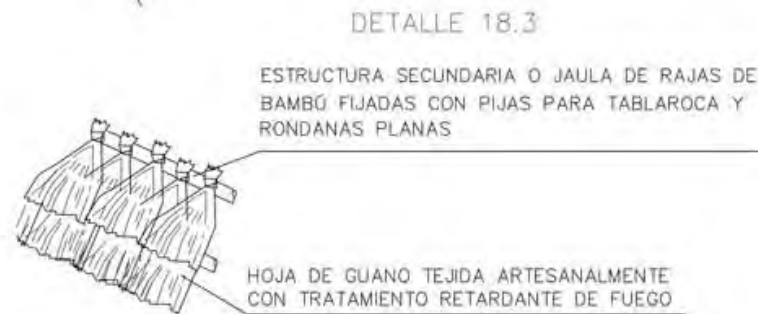 DETALLE 18.3
ESTRUCTURA SECUNDARIA O JAULA DE RAJAS DE
BAMBÚ FIJADAS CON PIJAS PARA TABLAROCA Y
RONDANAS PLANAS
HOJA DE GUANO TEJIDA ARTESANALMENTE
CON TRATAMIENTO RETARDANTE DE FUEGO